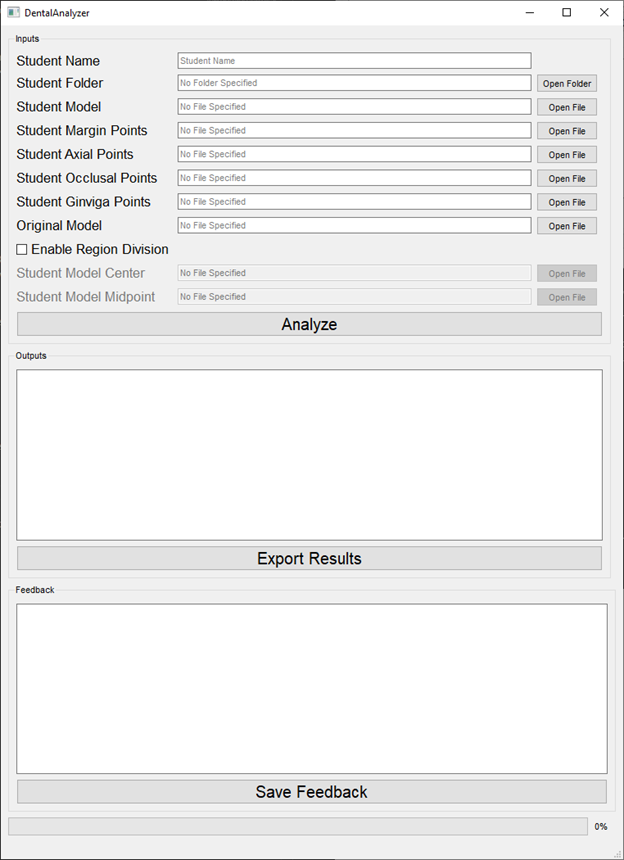 DentalAnalyzer
Inputs
Student Name Student Name
Student Folder No Folder Specified Open Folder
Student Model No File Specified Open File
Student Margin Points No File Specified Open File
Student Axial Points No File Specified Open File
Student Occlusal Points No File Specified Open File
Student Ginviga Points No File Specified Open File
Original Model No File Specified Open File
Enable Region Division
Student Model Center No File Specified Open File
Student Model Midpoint No File Specified Open File
Analyze
Outputs
Export Results
Feedback
Save Feedback
0%